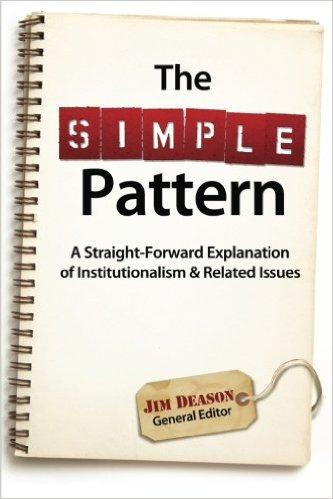 The
SIMPLE
Pattern
A Straight-Forward Explanation
of Institutionalism & Related Issues
JIM DEASON
General Editor